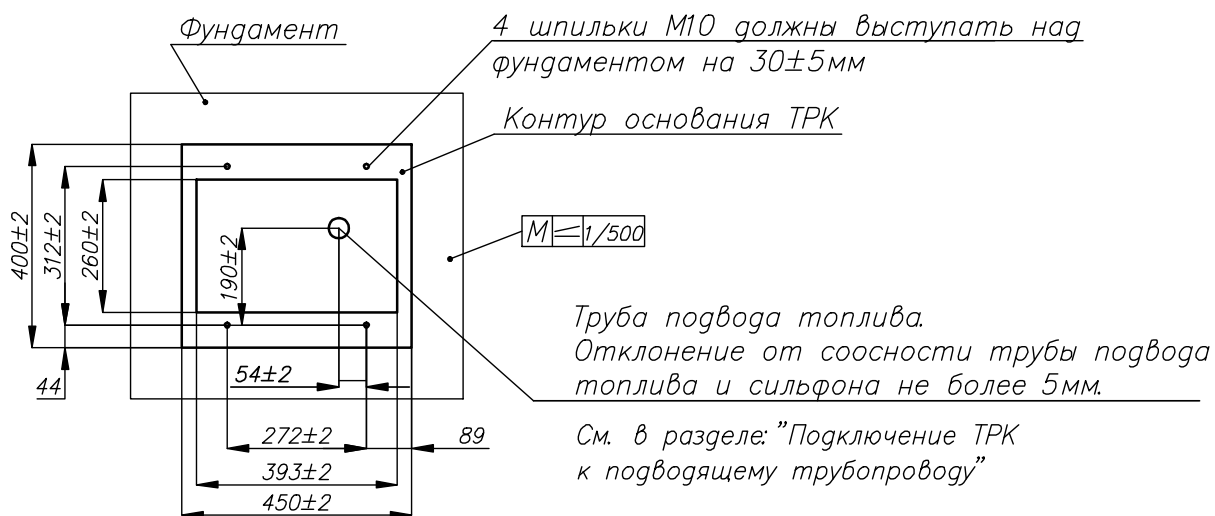 Фундамент
4 шпильки М10 должны выступать над
фундаментом на 30±5мм
Контур основания ТРК
400±2
312±2
260±2
190±2
М 1/500
44
54±2
Труба подвода топлива.
Отклонение от соосности трубы подвода
топлива и сильфона не более 5мм.
272±2
89
393±2
450±2
См. в разделе: "Подключение ТРК
к подводящему трубопроводу"